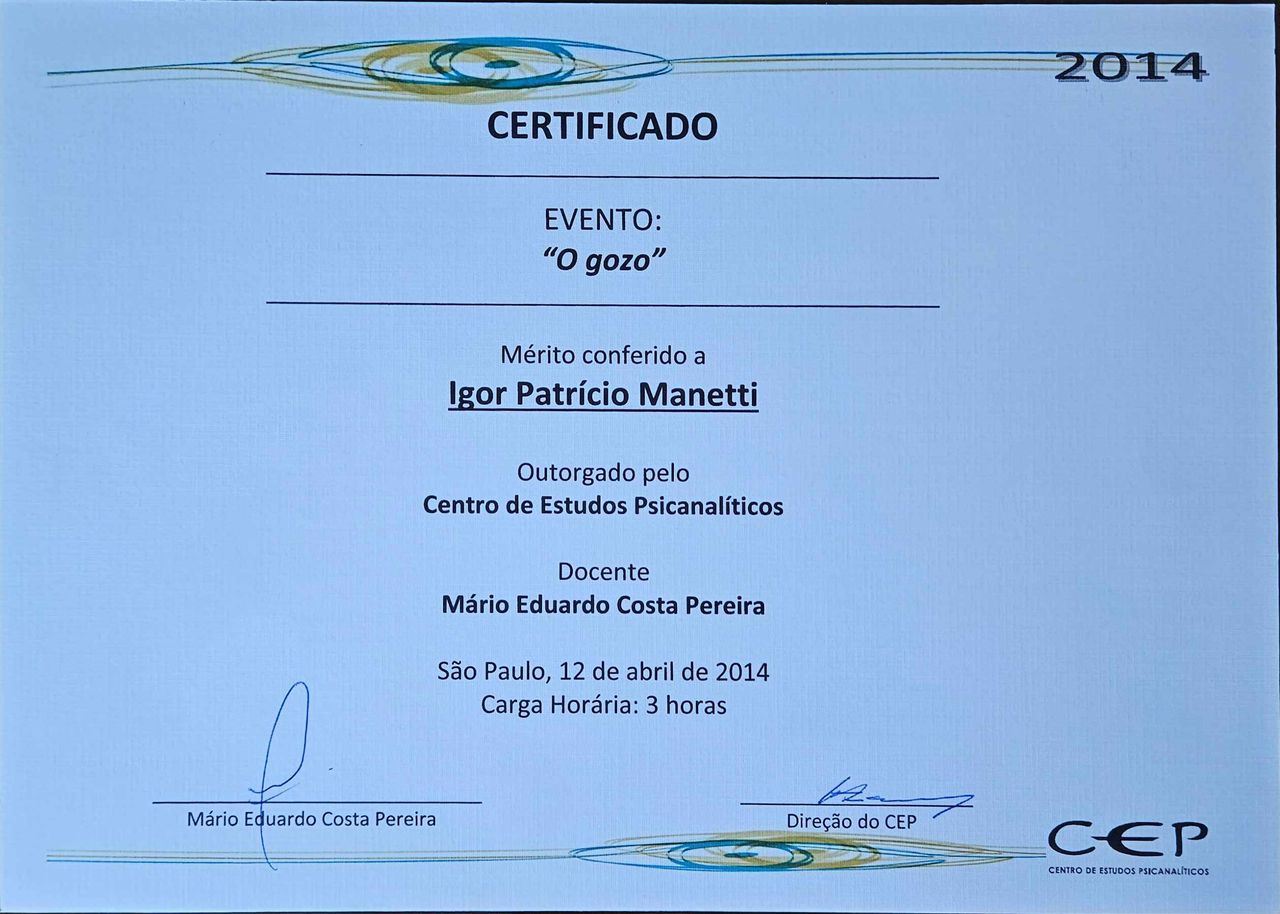 2014
CERTIFICADO
EVENTO:
“O gozo”
Mérito conferido a
Igor Patrício Manetti
Outorgado pelo
Centro de Estudos Psicanalíticos
Docente
Mário Eduardo Costa Pereira
São Paulo, 12 de abril de 2014
Carga Horária: 3 horas
Mário Eduardo Costa Pereira
Direção do CEP
CEP
CENTRO DE ESTUDOS PSICANALÍTICOS